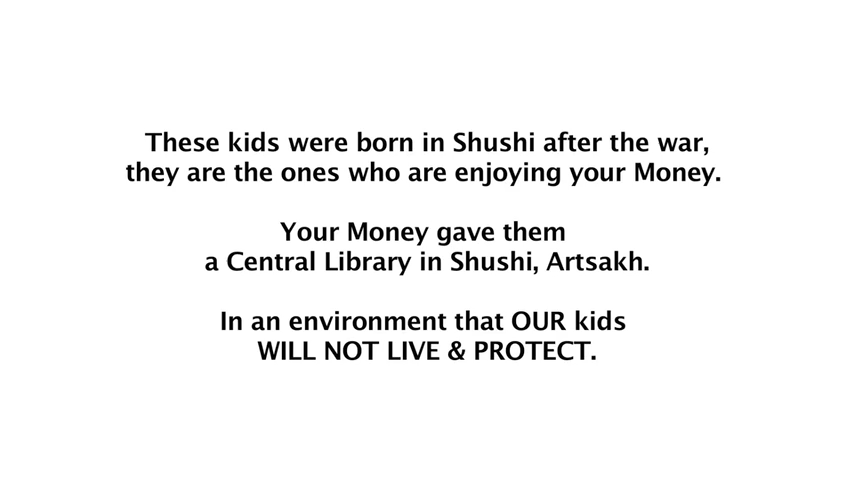 These kids were born in Shushi after the war,
they are the ones who are enjoying your Money.
Your Money gave them
a Central Library in Shushi, Artsakh.
In an environment that OUR kids
WILL NOT LIVE & PROTECT.